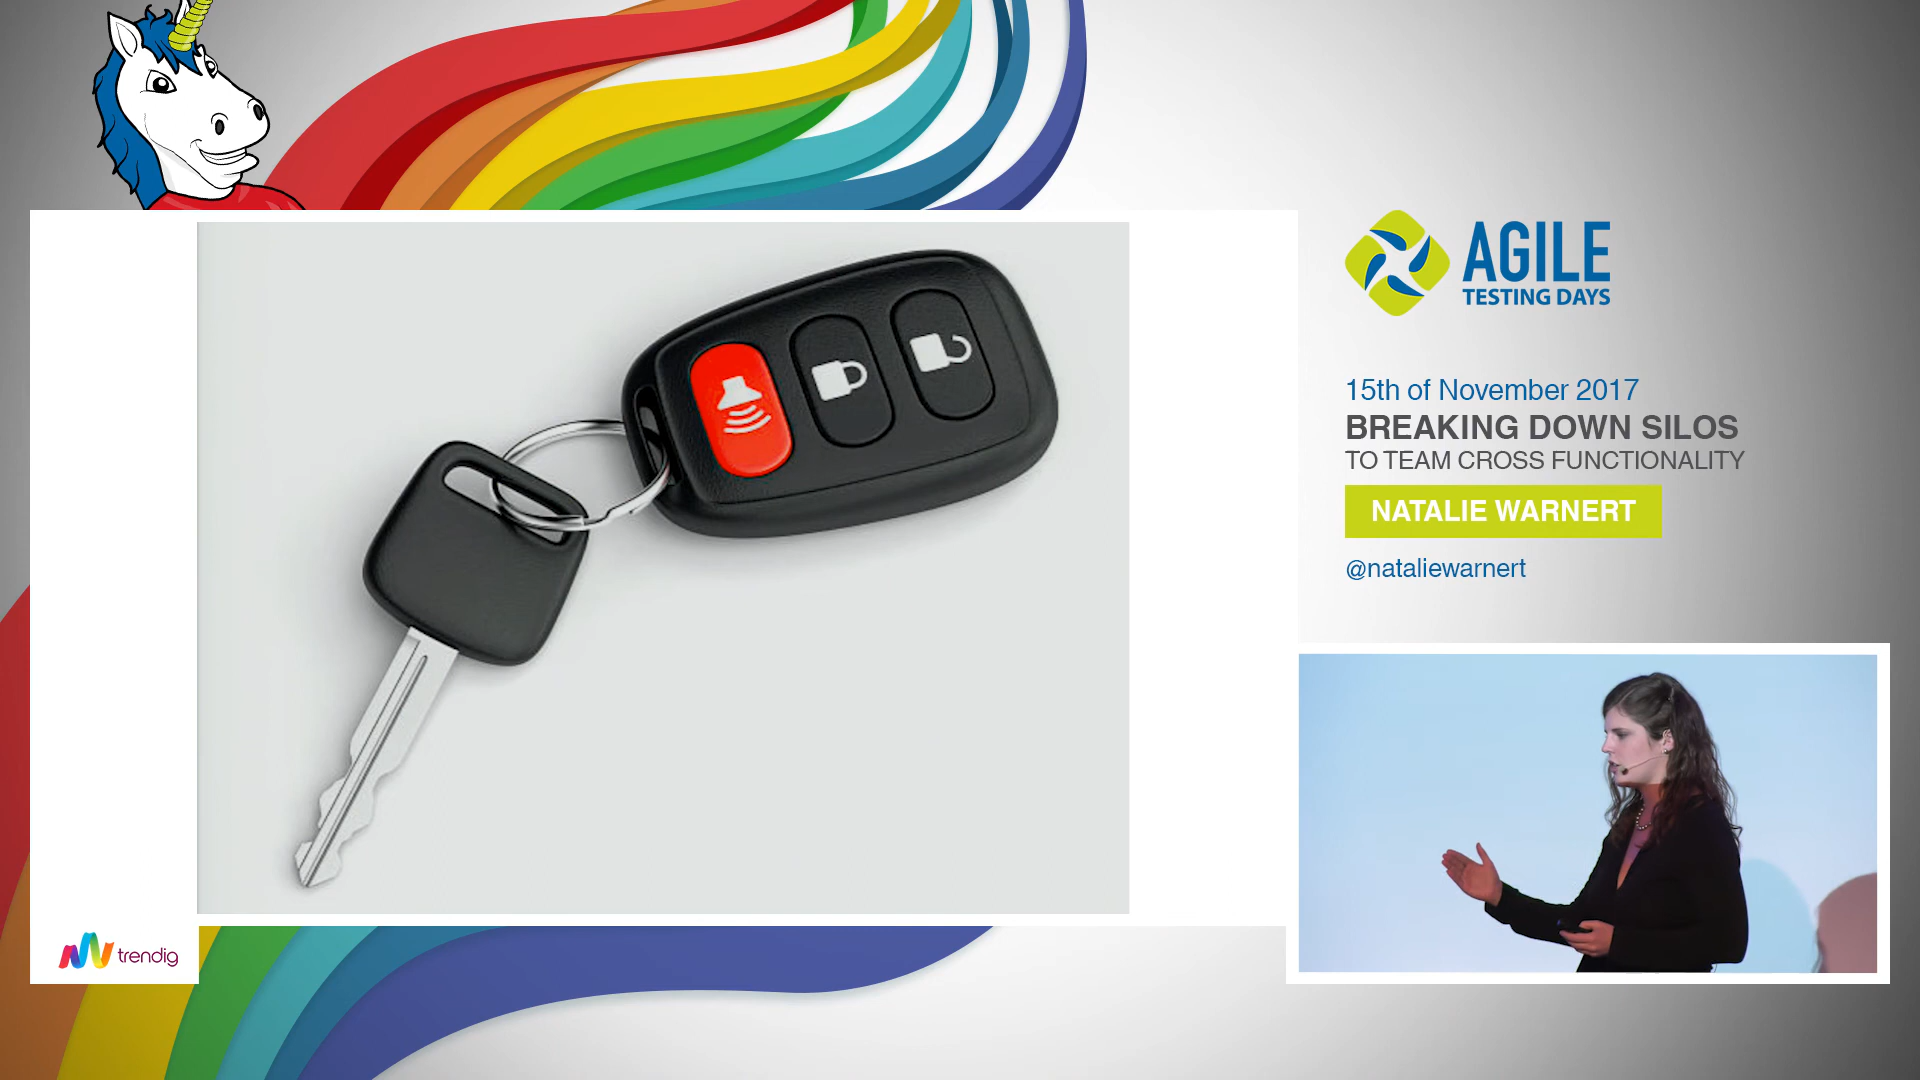 AGILE
TESTING DAYS
15th of November 2017
BREAKING DOWN SILOS
TO TEAM CROSS FUNCTIONALITY
NATALIE WARNERT
@nataliewarnert
trendig